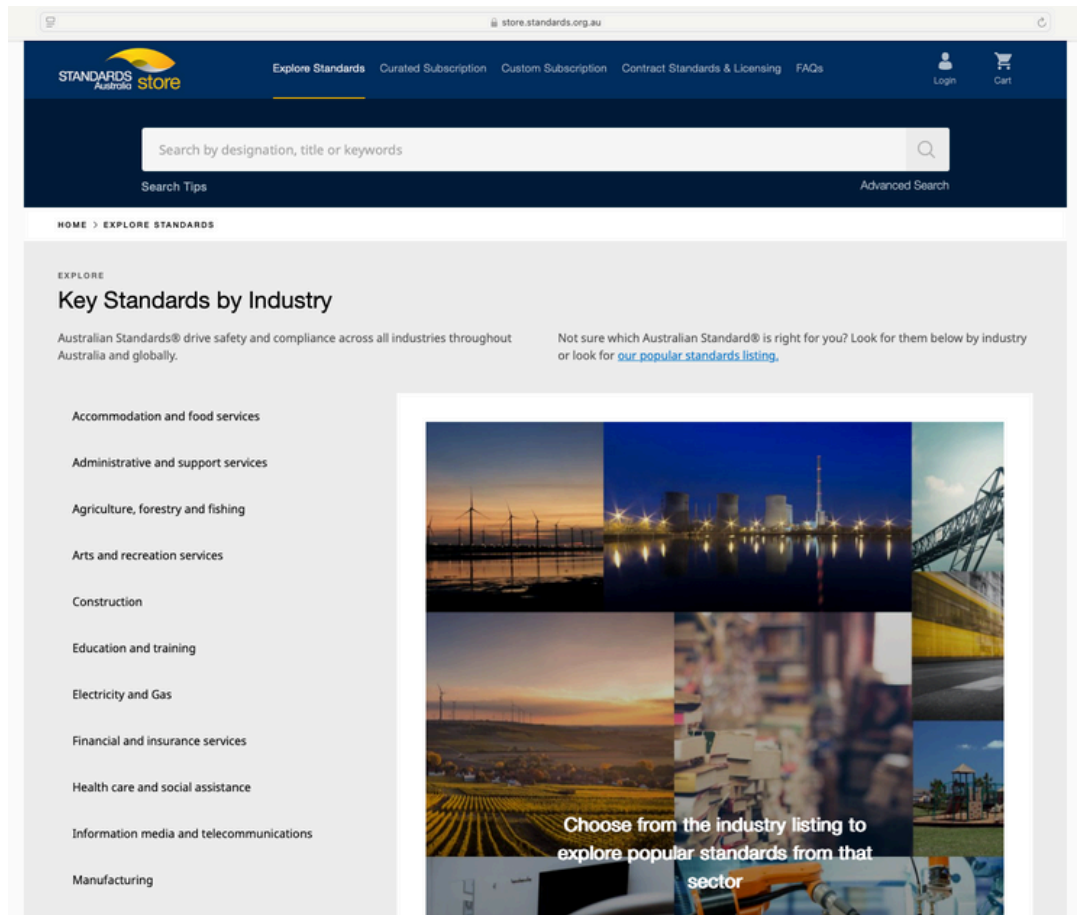 store.standards.org.au
STANDARDS
Australia
store
Explore Standards
Curated Subscription
Custom Subscription
Contract Standards & Licensing
FAQs
Login
Cart
Search by designation, title or keywords
Search Tips
Advanced Search
HOME > EXPLORE STANDARDS
EXPLORE
Key Standards by Industry
Australian Standards® drive safety and compliance across all industries throughout
Australia and globally.
Not sure which Australian Standard® is right for you? Look for them below by industry
or look for our popular standards listing.
Accommodation and food services
Administrative and support services
Agriculture, forestry and fishing
Arts and recreation services
Construction
Education and training
Electricity and Gas
Financial and insurance services
Health care and social assistance
Information media and telecommunications
Manufacturing
Choose from the industry listing to
explore popular standards from that
sector